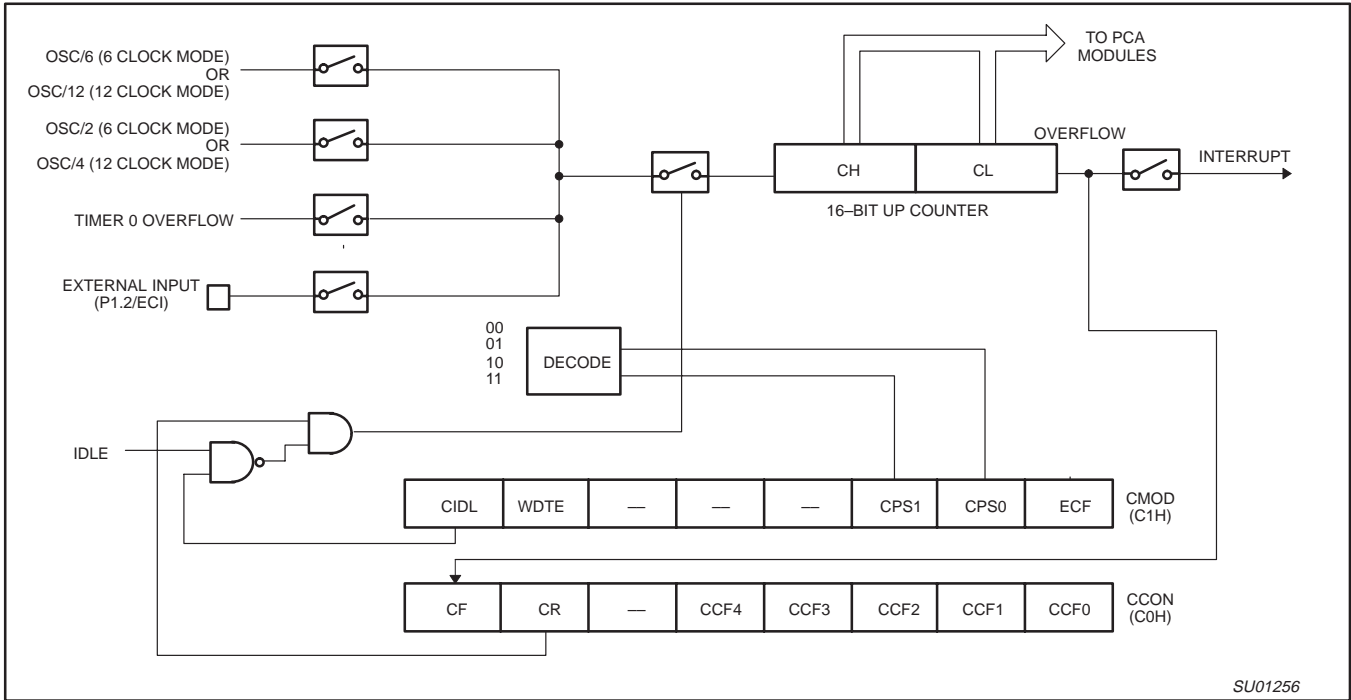 OSC/6 (6 CLOCK MODE)
OR
OSC/12 (12 CLOCK MODE)
OSC/2 (6 CLOCK MODE)
OR
OSC/4 (12 CLOCK MODE)
TIMER 0 OVERFLOW
EXTERNAL INPUT
(P1.2/ECI)
TO PCA
MODULES
OVERFLOW
INTERRUPT
CH
CL
16–BIT UP COUNTER
00
01
10
11
DECODE
IDLE
CIDL WDTE –– –– –– CPS1 CPS0 ECF
CMOD
(C1H)
CF CR –– CCF4 CCF3 CCF2 CCF1 CCF0
CCON
(C0H)
SU01256